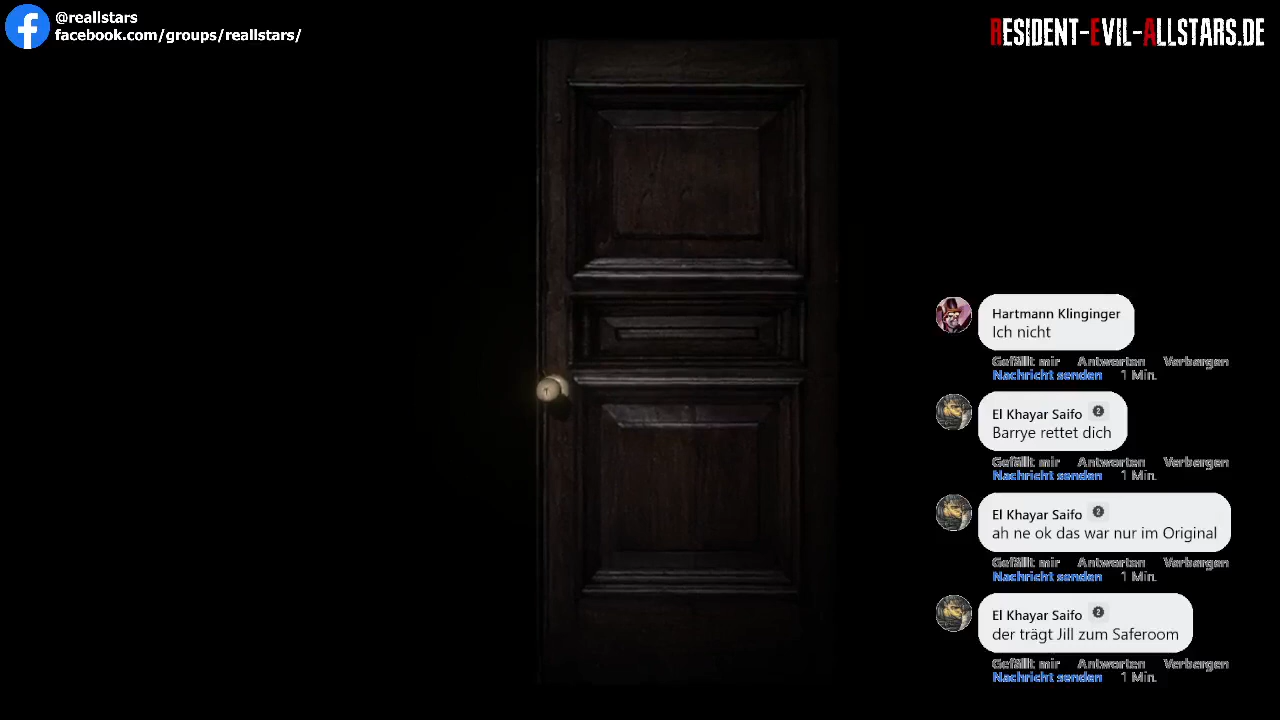 @reallstars
facebook.com/groups/reallstars/
RESIDENT-EVIL-ALLSTARS.DE
Hartmann Klinginger
Ich nicht
Gefällt mir Antworten Verbergen
Nachricht senden 1 Min.
El Khayar Saifo 2
Barrye rettet dich
Gefällt mir Antworten Verbergen
Nachricht senden 1 Min.
El Khayar Saifo 2
ah ne ok das war nur im Original
Gefällt mir Antworten Verbergen
Nachricht senden 1 Min.
El Khayar Saifo 2
der trägt Jill zum Saferoom
Gefällt mir Antworten Verbergen
Nachricht senden 1 Min.